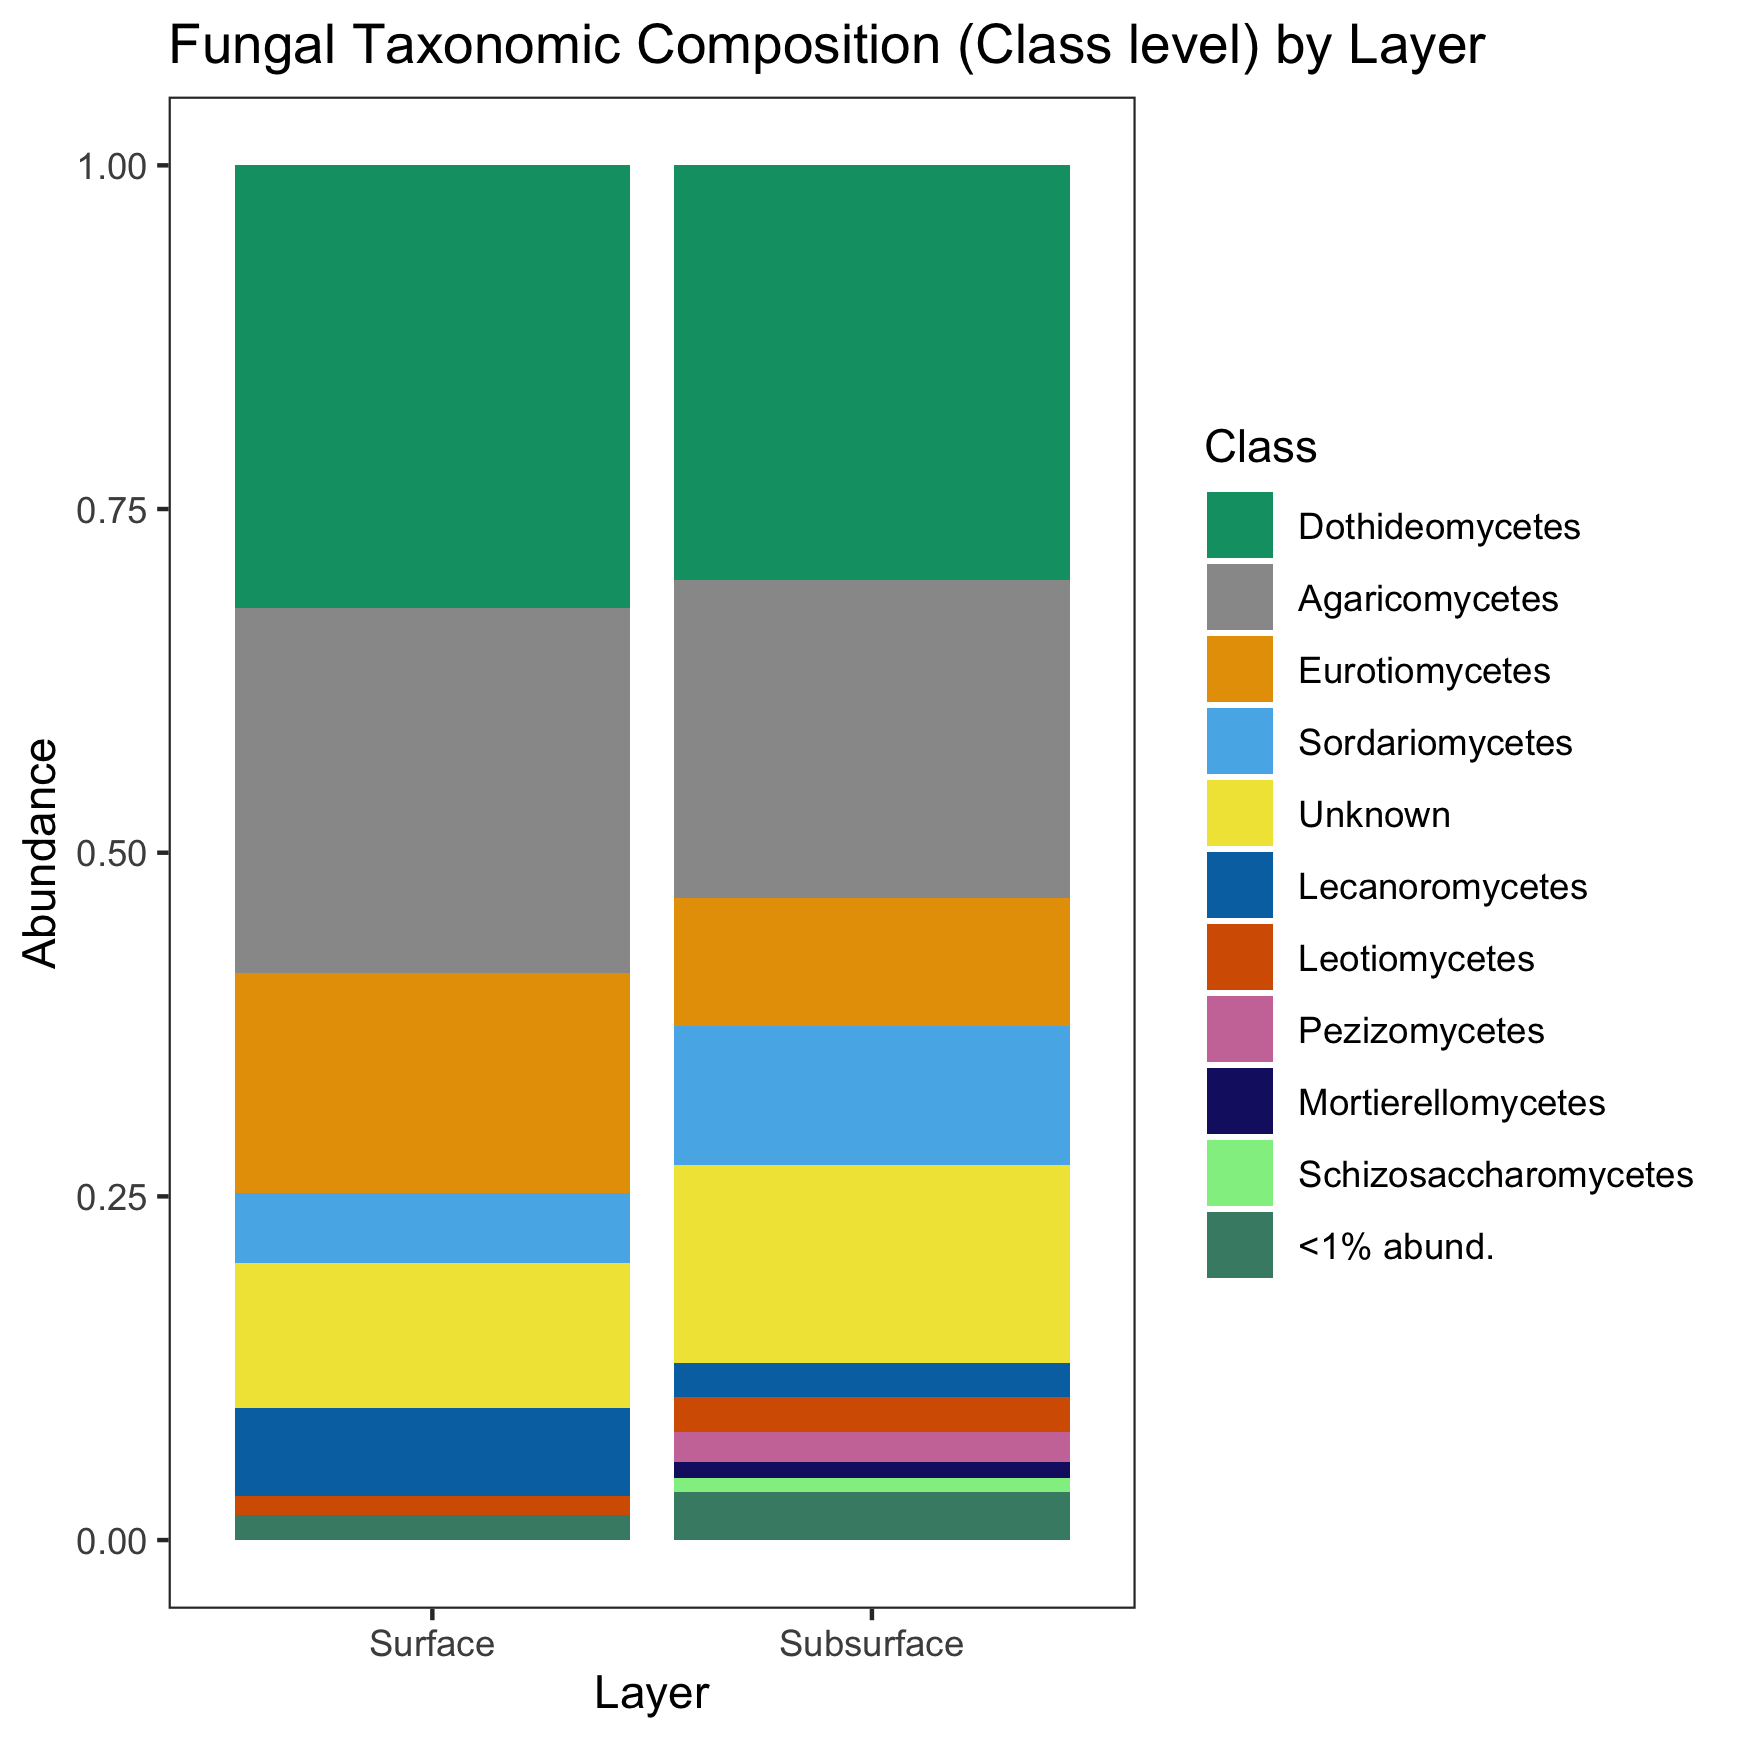 Fungal Taxonomic Composition (Class level) by Layer
Abundance
1.00
0.75
0.50
0.25
0.00
Surface
Subsurface
Layer
Class
Dothideomycetes
Agaricomycetes
Eurotiomycetes
Sordariomycetes
Unknown
Lecanoromycetes
Leotiomycetes
Pezizomycetes
Mortierellomycetes
Schizosaccharomycetes
<1% abund.